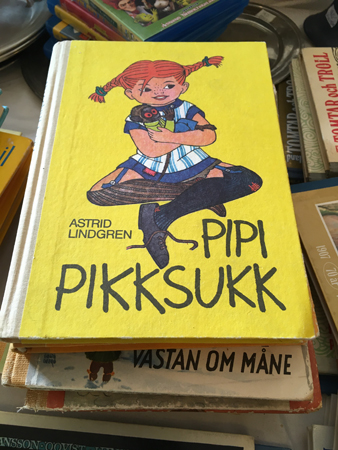 ASTRID
LINDGREN
PIPI
PIKKSUKK
VÄSTAN OM MÅNE
TOMTAR och TROLL